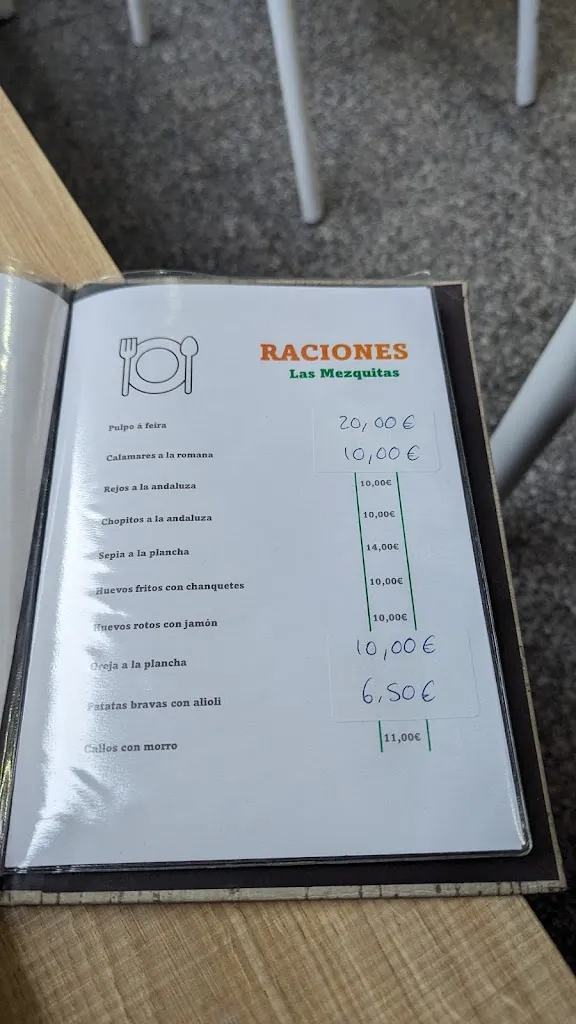 RACIONES
Las Mezquitas
Pulpo á feira 20,00€
Calamares a la romana 10,00€
Rejos a la andaluza 10,00€
Chopitos a la andaluza 10,00€
Sepia a la plancha 14,00€
Huevos fritos con chanquetes 10,00€
Huevos rotos con jamón 10,00€
Oreja a la plancha 10,00€
Patatas bravas con alioli 6,50€
Callos con morro 11,00€